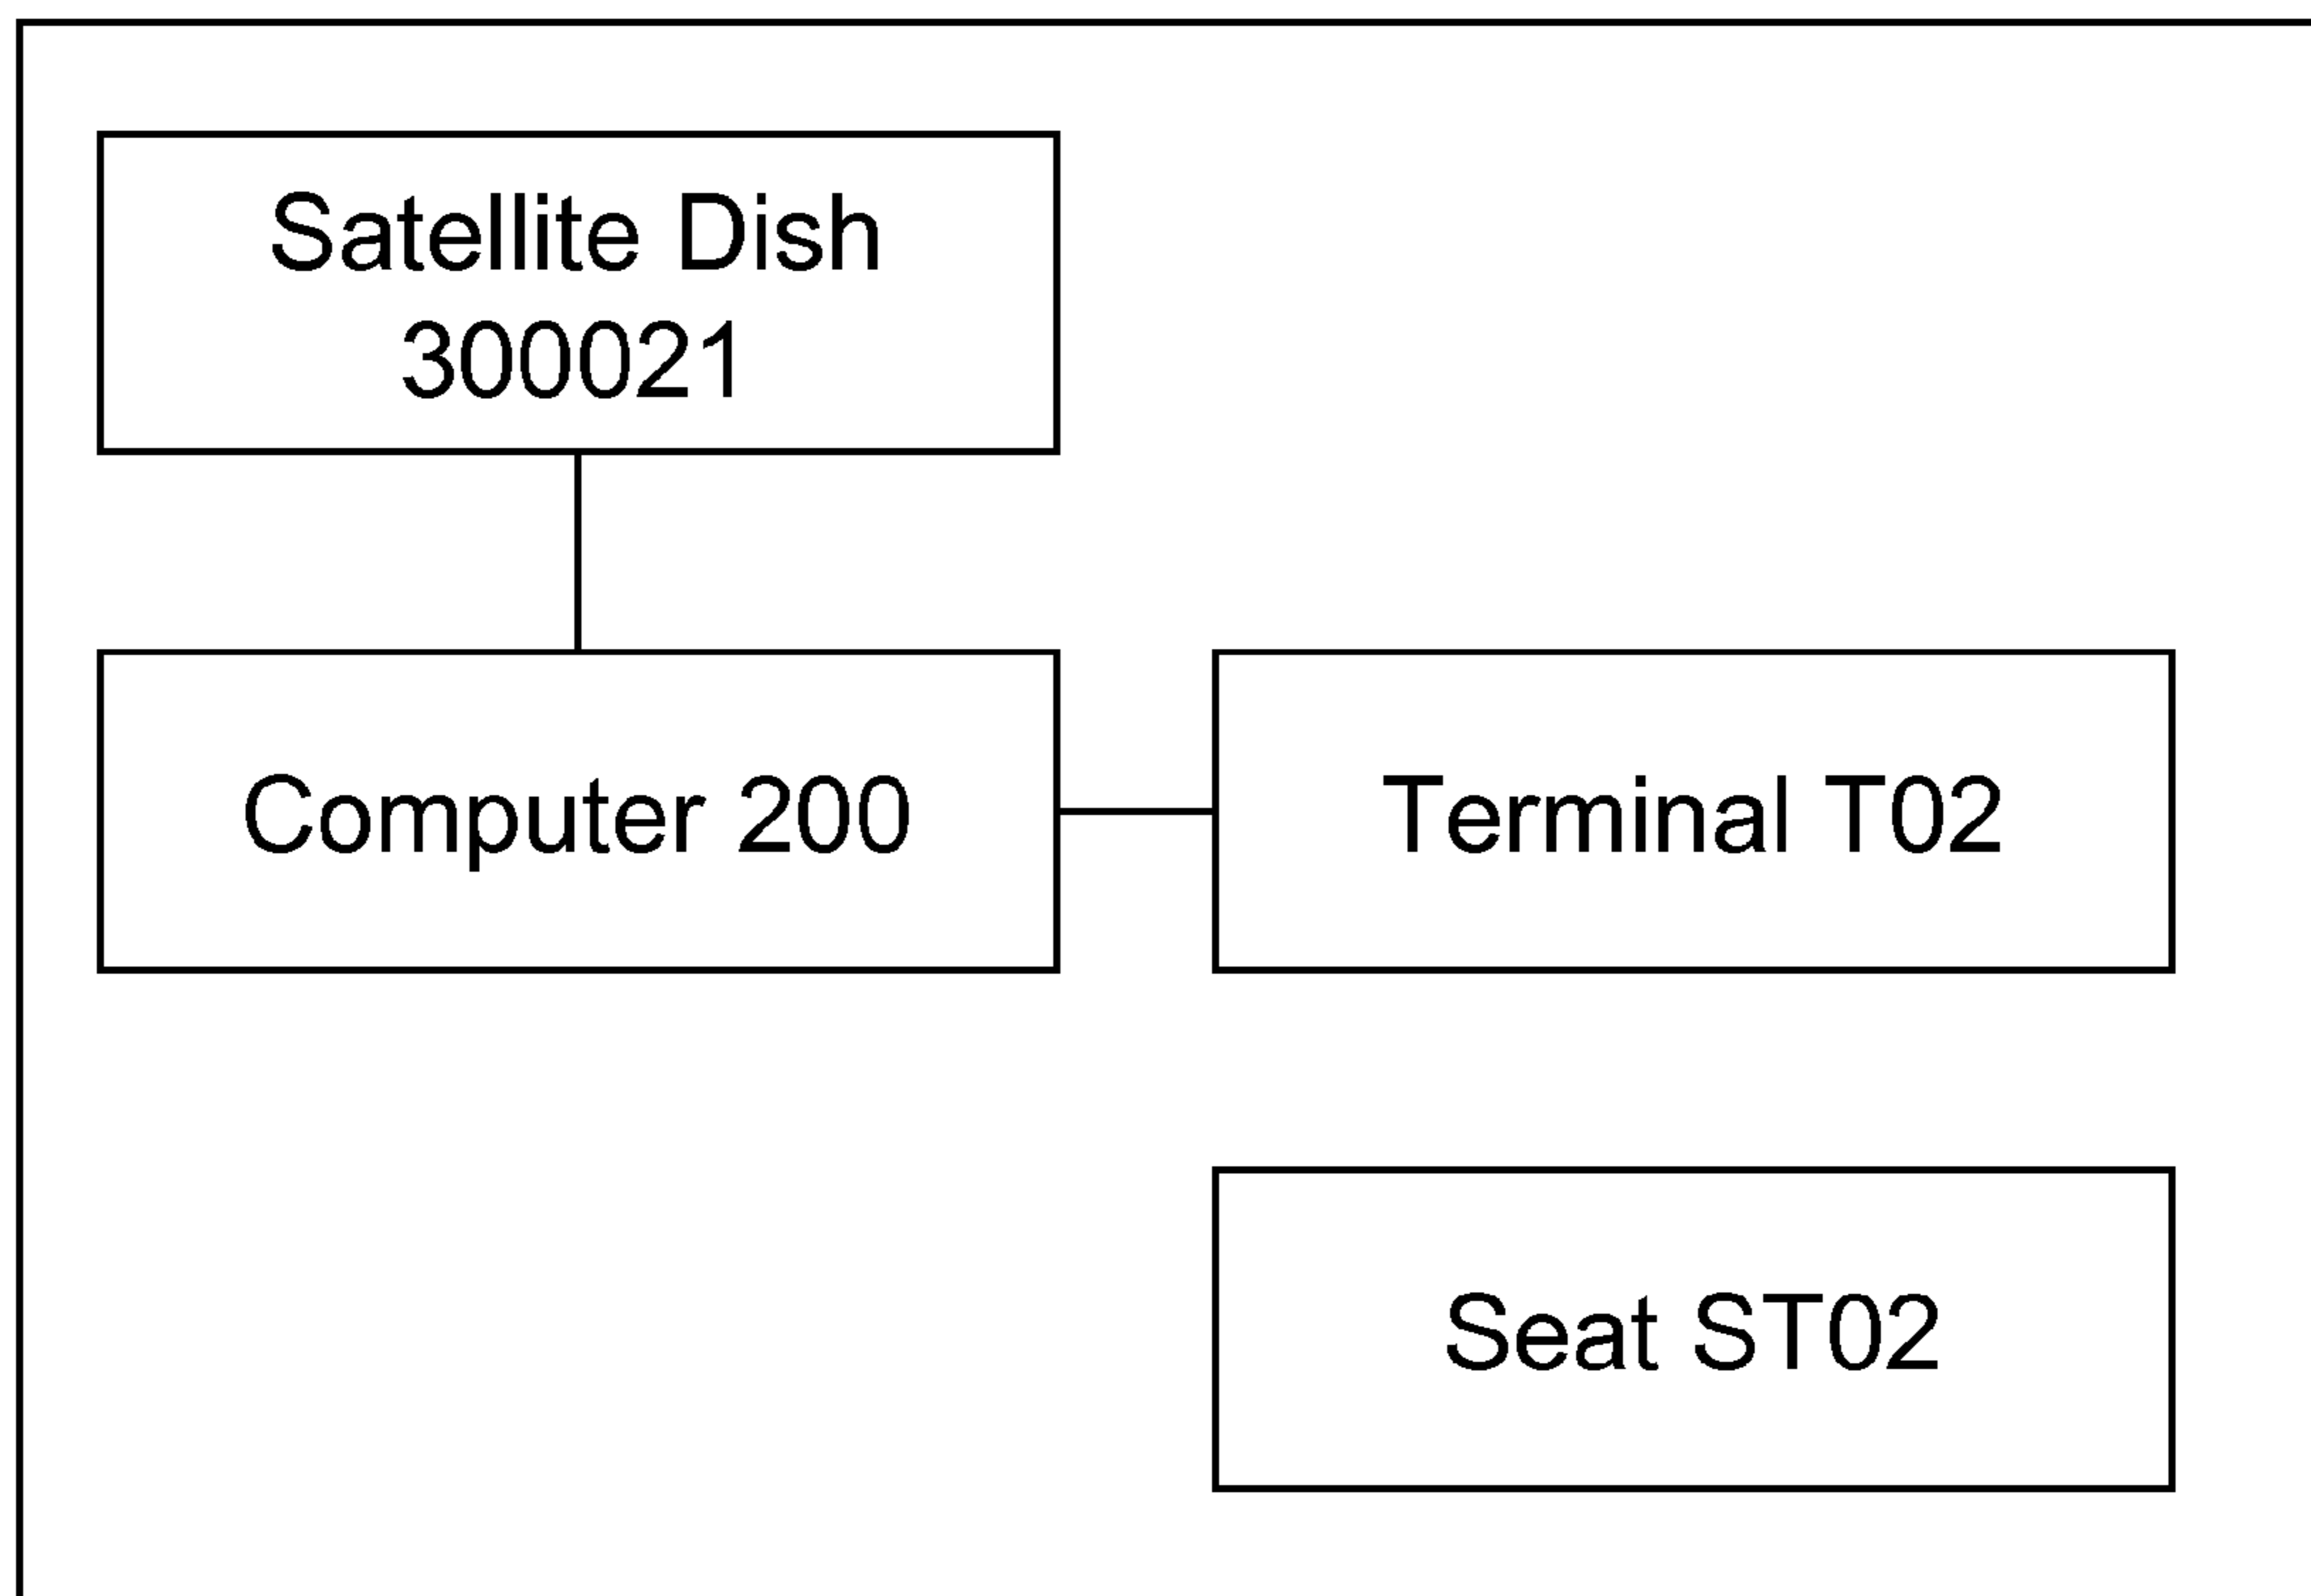 Satellite Dish
300021
Computer 200
Terminal T02
Seat ST02